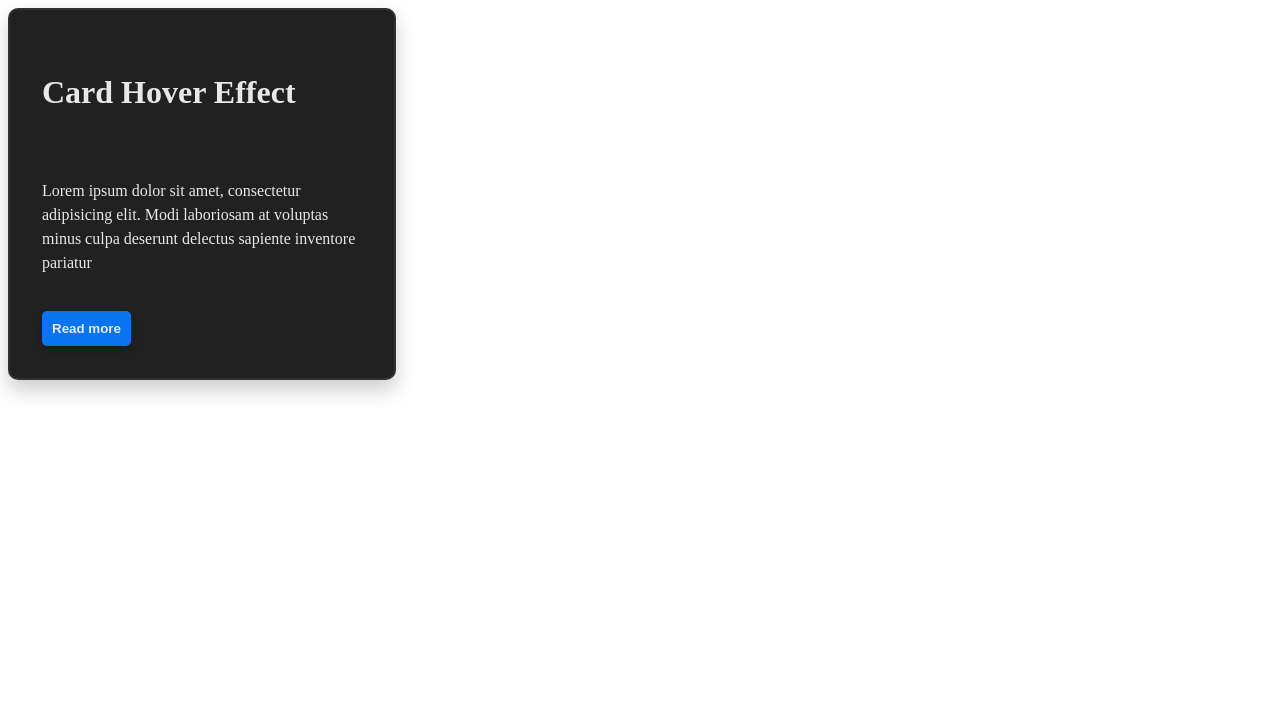 Card Hover Effect
Lorem ipsum dolor sit amet, consectetur
adipisicing elit. Modi laboriosam at voluptas
minus culpa deserunt delectus sapiente inventore
pariatur
Read more